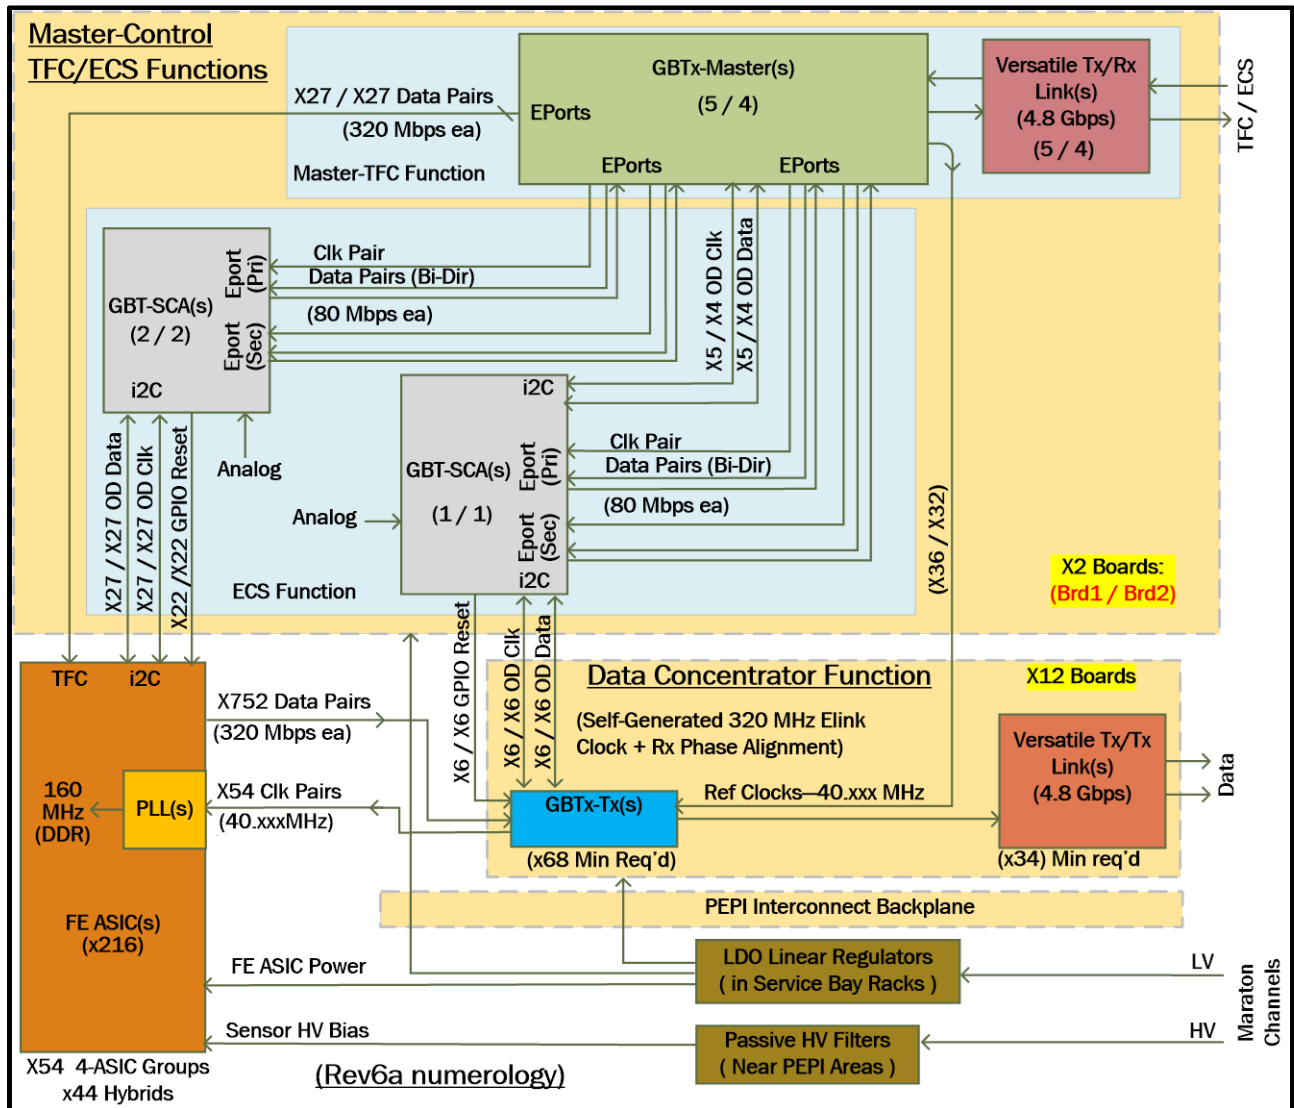 Master-Control
TFC/ECS Functions
GBTx-Master(s)
(5 / 4)
EPorts
EPorts
EPorts
Versatile Tx/Rx
Link(s)
(4.8 Gbps)
(5 / 4)
TFC / ECS
X27 / X27 Data Pairs
(320 Mbps ea)
Master-TFC Function
Clk Pair
Data Pairs (Bi-Dir)
(80 Mbps ea)
GBT-SCA(s)
(2 / 2)
Eport
(Pri)
Eport
(Sec)
i2C
Analog
X5 / X4 OD Clk
X5 / X4 OD Data
i2C
GBT-SCA(s)
(1 / 1)
Eport
(Pri)
Eport
(Sec)
i2C
Clk Pair
Data Pairs (Bi-Dir)
(80 Mbps ea)
Analog
ECS Function
(X36 / X32)
X2 Boards:
(Brd1 / Brd2)
X27 / X27 OD Data
X27 / X27 OD Clk
X22 /X22 GPIO Reset
X6 / X6 GPIO Reset
X6 / X6 OD Clk
X6 / X6 OD Data
TFC
i2C
X752 Data Pairs
(320 Mbps ea)
X54 Clk Pairs
(40.xxxMHz)
160
MHz
(DDR)
PLL(s)
FE ASIC(s)
(x216)
Data Concentrator Function
X12 Boards
(Self-Generated 320 MHz Elink
Clock + Rx Phase Alignment)
GBTx-Tx(s)
(x68 Min Req’d)
Ref Clocks—40.xxx MHz
Versatile Tx/Tx
Link(s)
(4.8 Gbps)
(x34) Min req’d
Data
PEPI Interconnect Backplane
FE ASIC Power
LDO Linear Regulators
( in Service Bay Racks )
LV
Sensor HV Bias
Passive HV Filters
( Near PEPI Areas )
HV
Maraton
Channels
X54 4-ASIC Groups
x44 Hybrids
(Rev6a numerology)